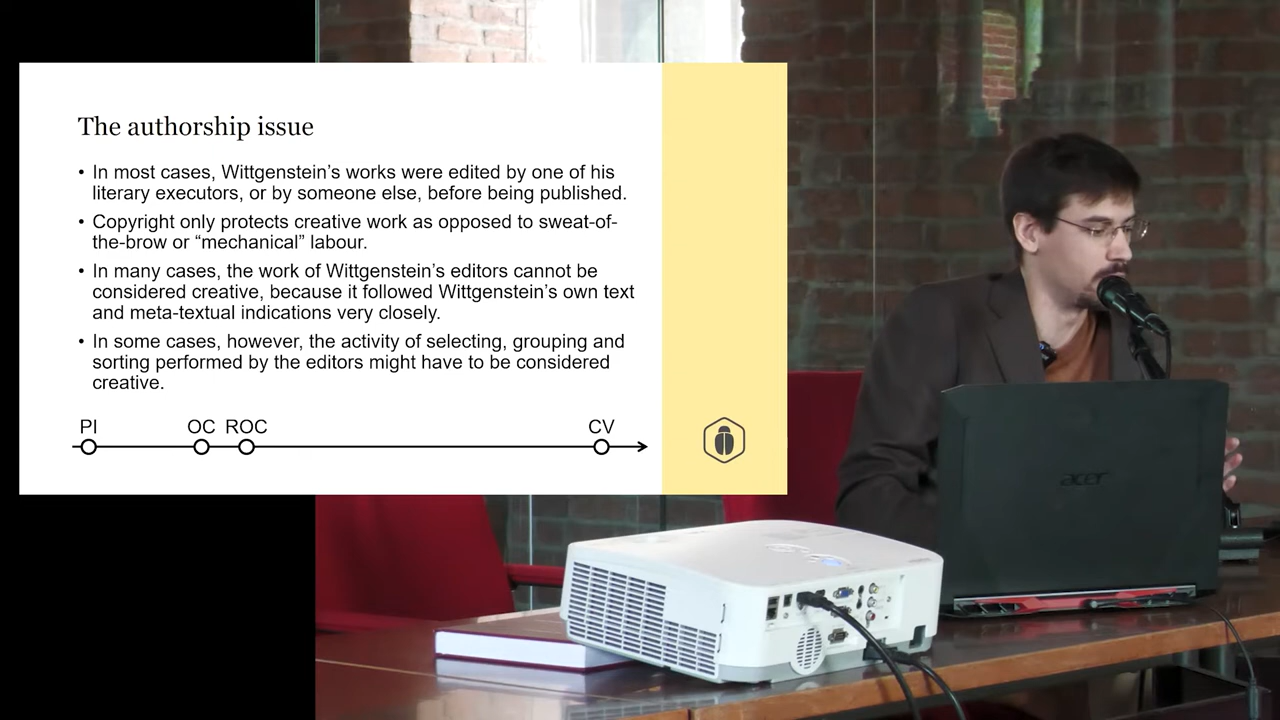 The authorship issue
• In most cases, Wittgenstein’s works were edited by one of his
literary executors, or by someone else, before being published.
• Copyright only protects creative work as opposed to sweat-of-
the-brow or “mechanical” labour.
• In many cases, the work of Wittgenstein’s editors cannot be
considered creative, because it followed Wittgenstein’s own text
and meta-textual indications very closely.
• In some cases, however, the activity of selecting, grouping and
sorting performed by the editors might have to be considered
creative.
PI OC ROC CV
acer